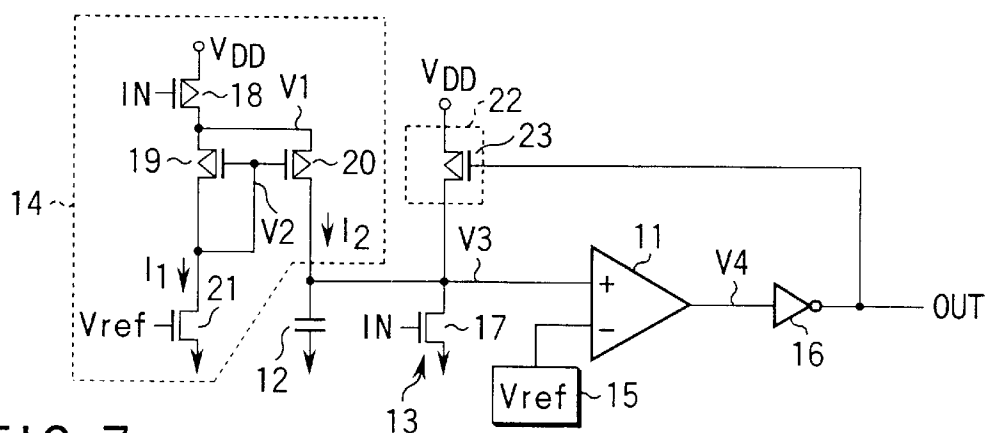 VDD
IN
18
V1
19
20
14
V2
I2
I1
21
Vref
12
VDD
22
23
V3
IN
17
13
11
+
−
V4
16
OUT
Vref
15